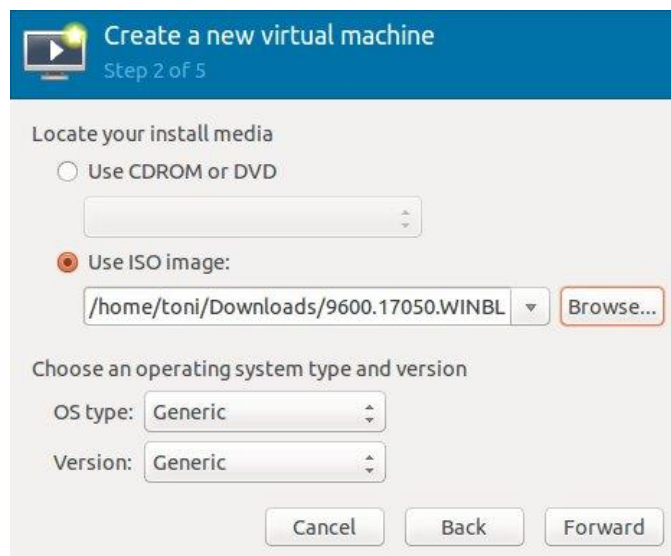 Create a new virtual machine
Step 2 of 5
Locate your install media
Use CDROM or DVD
Use ISO image:
/home/toni/Downloads/9600.17050.WINBL
Browse...
Choose an operating system type and version
OS type: Generic
Version: Generic
Cancel Back Forward